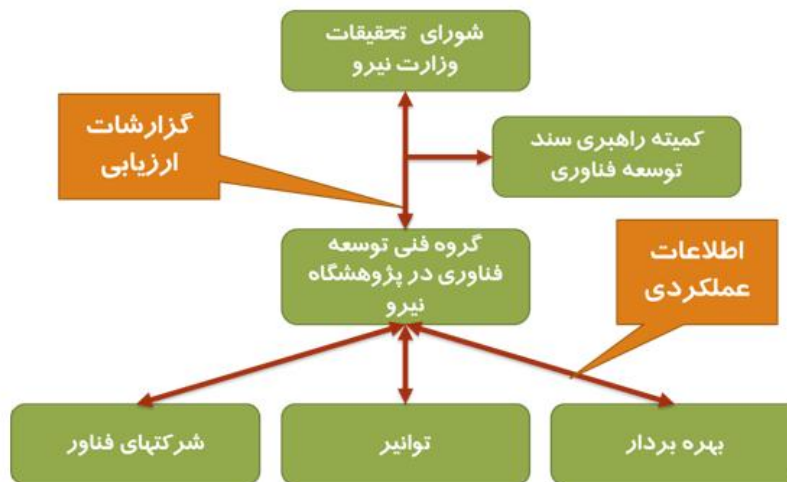 شورای تحقیقات
وزارت نیرو
گزارشات
ارزیابی
کمیته راهبری سند
توسعه فناوری
گروه فنی توسعه
فناوری در پژوهشگاه
نیرو
اطلاعات
عملکردی
بهره بردار
توانیر
شرکتهای فناور